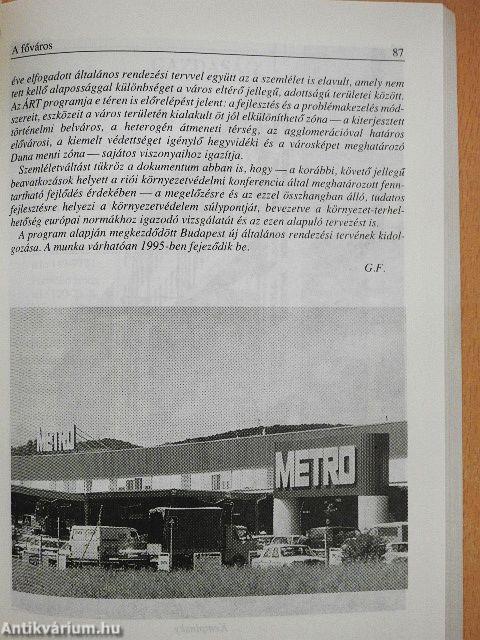 A főváros 87
éve elfogadott általános rendezési tervvel együtt az a szemlélet is elavult, amely nem
tett kellő alapossággal különbséget a város eltérő jellegű, adottságú területei között.
Az ÁRT programja e téren is előrelépést jelent: a fejlesztés és a problémakezelés mód-
szereit, eszközeit a város területén kialakult öt jól elkülöníthető zóna — a kiterjesztett
történelmi belváros, a heterogén átmeneti térség, az agglomerációval határos
elővárosi, a kiemelt védettséget igénylő hegyvidéki és a városképet meghatározó
Duna menti zóna — sajátos viszonyaihoz igazítja.
Szemléletváltást tükröz a dokumentum abban is, hogy — a korábbi, követő jellegű
beavatkozások helyett a riói környezetvédelmi konferencia által meghatározott fenn-
tartható fejlődés érdekében — a megelőzésre és az ezzel összhangban álló, tudatos
fejlesztésre helyezi a környezetvédelem súlypontját, bevezetve a környezet-terhel-
hetőség európai normákhoz igazodó vizsgálatát és az ezen alapuló tervezést is.
A program alapján megkezdődött Budapest új általános rendezési tervének kidol-
gozása. A munka várhatóan 1995-ben fejeződik be.
G.F.
METRO
METRO
Antikvárium.hu